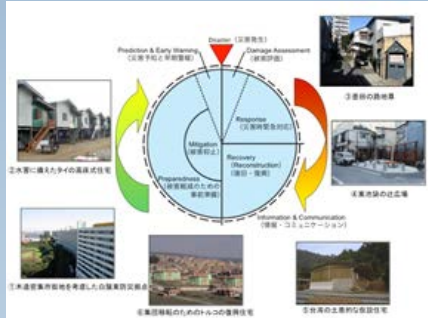 Disaster (災害発生)
Prediction & Early Warning
(災害予知と早期警報)
Damage Assessment
(被害評価)
Response
(災害時緊急対応)
Mitigation
(被害抑止)
Recovery
(Reconstruction)
(復旧・復興)
Preparedness
(被害軽減のための
事前準備)
Information & Communication
(情報・コミュニケーション)
②水害に備えたタイの高床式住宅
③墨田の路地裏
④東池袋の辻広場
①木造密集市街地を考慮した白鬚東防災拠点
⑥集団移転のためのトルコの復興住宅
⑤台湾の土着的な仮設住宅